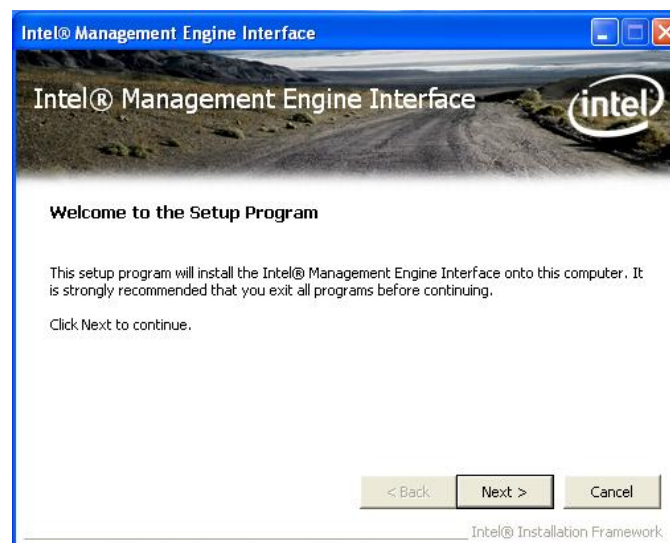 Intel® Management Engine Interface
Intel® Management Engine Interface
intel
Welcome to the Setup Program
This setup program will install the Intel® Management Engine Interface onto this computer. It
is strongly recommended that you exit all programs before continuing.
Click Next to continue.
< Back
Next >
Cancel
Intel® Installation Framework